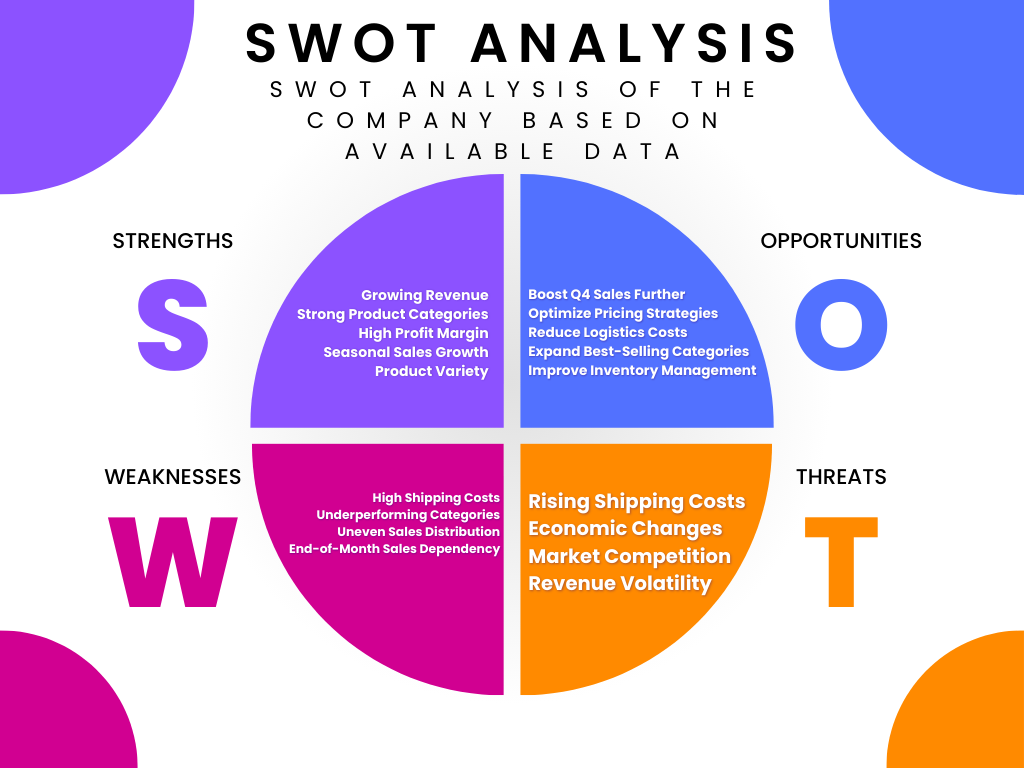 SWOT ANALYSIS
SWOT ANALYSIS OF THE
COMPANY BASED ON
AVAILABLE DATA
STRENGTHS
S
Growing Revenue
Strong Product Categories
High Profit Margin
Seasonal Sales Growth
Product Variety
OPPORTUNITIES
O
Boost Q4 Sales Further
Optimize Pricing Strategies
Reduce Logistics Costs
Expand Best-Selling Categories
Improve Inventory Management
WEAKNESSES
W
High Shipping Costs
Underperforming Categories
Uneven Sales Distribution
End-of-Month Sales Dependency
THREATS
T
Rising Shipping Costs
Economic Changes
Market Competition
Revenue Volatility